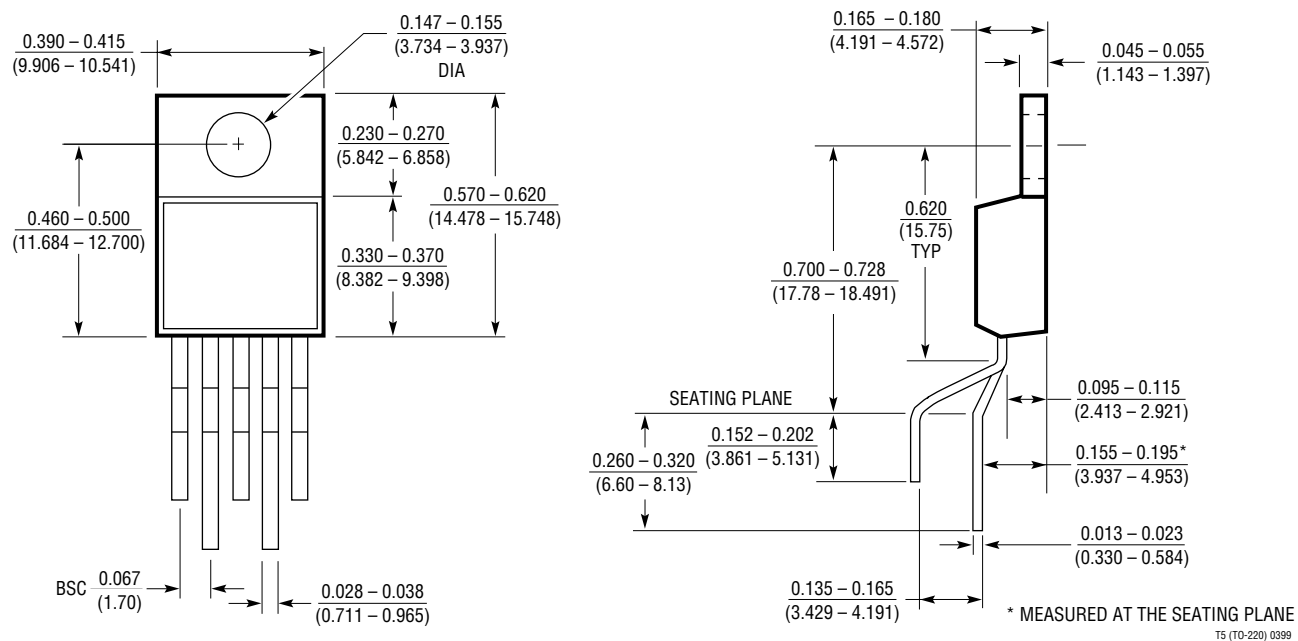 0.390 – 0.415
(9.906 – 10.541)
0.147 – 0.155
(3.734 – 3.937)
DIA
0.230 – 0.270
(5.842 – 6.858)
0.570 – 0.620
(14.478 – 15.748)
0.460 – 0.500
(11.684 – 12.700)
0.330 – 0.370
(8.382 – 9.398)
BSC
0.067
(1.70)
0.028 – 0.038
(0.711 – 0.965)
0.165 – 0.180
(4.191 – 4.572)
0.045 – 0.055
(1.143 – 1.397)
0.620
(15.75)
TYP
0.700 – 0.728
(17.78 – 18.491)
SEATING PLANE
0.152 – 0.202
(3.861 – 5.131)
0.260 – 0.320
(6.60 – 8.13)
0.095 – 0.115
(2.413 – 2.921)
0.155 – 0.195*
(3.937 – 4.953)
0.013 – 0.023
(0.330 – 0.584)
0.135 – 0.165
(3.429 – 4.191)
* MEASURED AT THE SEATING PLANE
T5 (TO-220) 0399